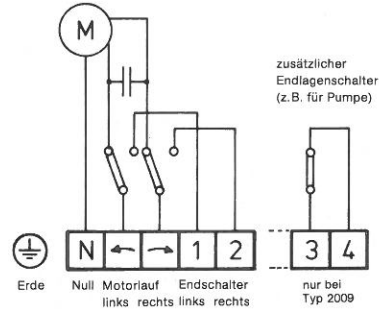 M
zusätzlicher
Endlagenschalter
(z.B. für Pumpe)
N 1 2 3 4
Erde Null Motorlauf Endschalter nur bei
links rechts links rechts Typ 2009